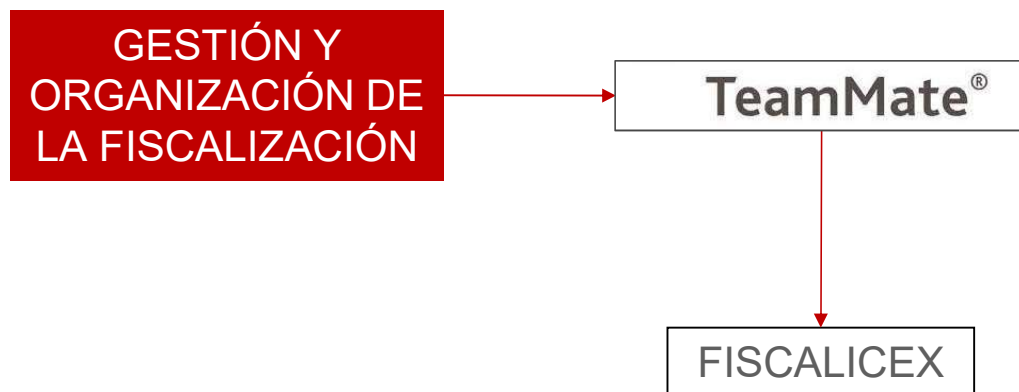 GESTIÓN Y
ORGANIZACIÓN DE
LA FISCALIZACIÓN
TeamMate®
FISCALICEX